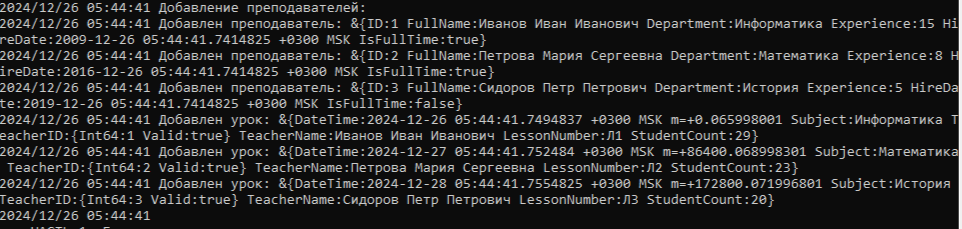 2024/12/26 05:44:41 Добавление преподавателей:
2024/12/26 05:44:41 Добавлен преподаватель: &{ID:1 FullName:Иванов Иван Иванович Department:Информатика Experience:15 Hi
reDate:2009-12-26 05:44:41.7414825 +0300 MSK IsFullTime:true}
2024/12/26 05:44:41 Добавлен преподаватель: &{ID:2 FullName:Петрова Мария Сергеевна Department:Математика Experience:8 H
ireDate:2016-12-26 05:44:41.7414825 +0300 MSK IsFullTime:true}
2024/12/26 05:44:41 Добавлен преподаватель: &{ID:3 FullName:Сидоров Петр Петрович Department:История Experience:5 HireDa
te:2019-12-26 05:44:41.7414825 +0300 MSK IsFullTime:false}
2024/12/26 05:44:41 Добавлен урок: &{DateTime:2024-12-26 05:44:41.7494837 +0300 MSK m=+0.065998001 Subject:Информатика T
eacherID:{Int64:1 Valid:true} TeacherName:Иванов Иван Иванович LessonNumber:Л1 StudentCount:29}
2024/12/26 05:44:41 Добавлен урок: &{DateTime:2024-12-27 05:44:41.752484 +0300 MSK m=+86400.068998301 Subject:Математика
TeacherID:{Int64:2 Valid:true} TeacherName:Петрова Мария Сергеевна LessonNumber:Л2 StudentCount:23}
2024/12/26 05:44:41 Добавлен урок: &{DateTime:2024-12-28 05:44:41.7554825 +0300 MSK m=+172800.071996801 Subject:История
TeacherID:{Int64:3 Valid:true} TeacherName:Сидоров Петр Петрович LessonNumber:Л3 StudentCount:20}
2024/12/26 05:44:41